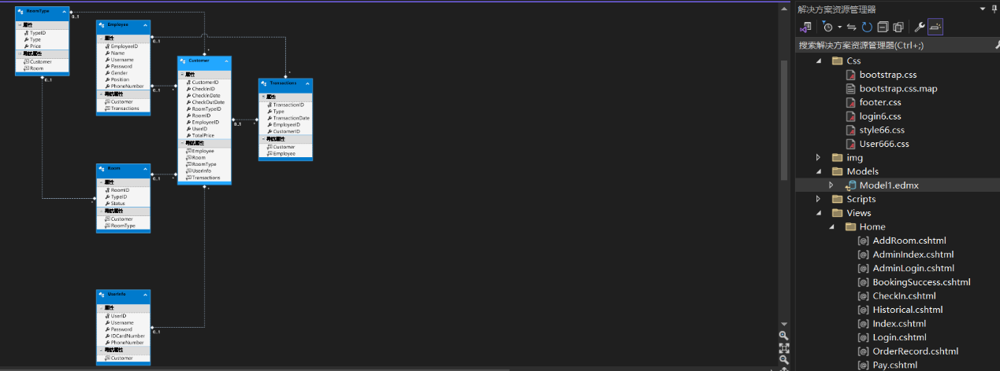 RoomType
属性
TypeID
Type
Price
导航属性
Customer
Room
0..1
0..1
Employee
属性
EmployeeID
Name
Username
Password
Gender
Position
PhoneNumber
导航属性
Customer
Transactions
0..1
0..1
*
Customer
属性
CustomerID
CheckInID
CheckInDate
CheckOutDate
RoomTypeID
RoomID
EmployeeID
UserID
TotalPrice
导航属性
Employee
Room
RoomType
Userinfo
Transactions
*
*
*
0..1
*
*
Transactions
属性
TransactionID
Type
TransactionDate
EmployeeID
CustomerID
导航属性
Customer
Employee
Room
属性
RoomID
TypeID
Status
导航属性
Customer
RoomType
0..1
*
Userinfo
属性
UserID
Username
Password
IDCardNumber
PhoneNumber
导航属性
Customer
0..1
解决方案资源管理器
搜索解决方案资源管理器(Ctrl+;)
Css
bootstrap.css
bootstrap.css.map
footer.css
login6.css
style66.css
User666.css
img
Models
Model1.edmx
Scripts
Views
Home
AddRoom.cshtml
AdminIndex.cshtml
AdminLogin.cshtml
BookingSuccess.cshtml
CheckIn.cshtml
Historical.cshtml
Index.cshtml
Login.cshtml
OrderRecord.cshtml
Pay.cshtml